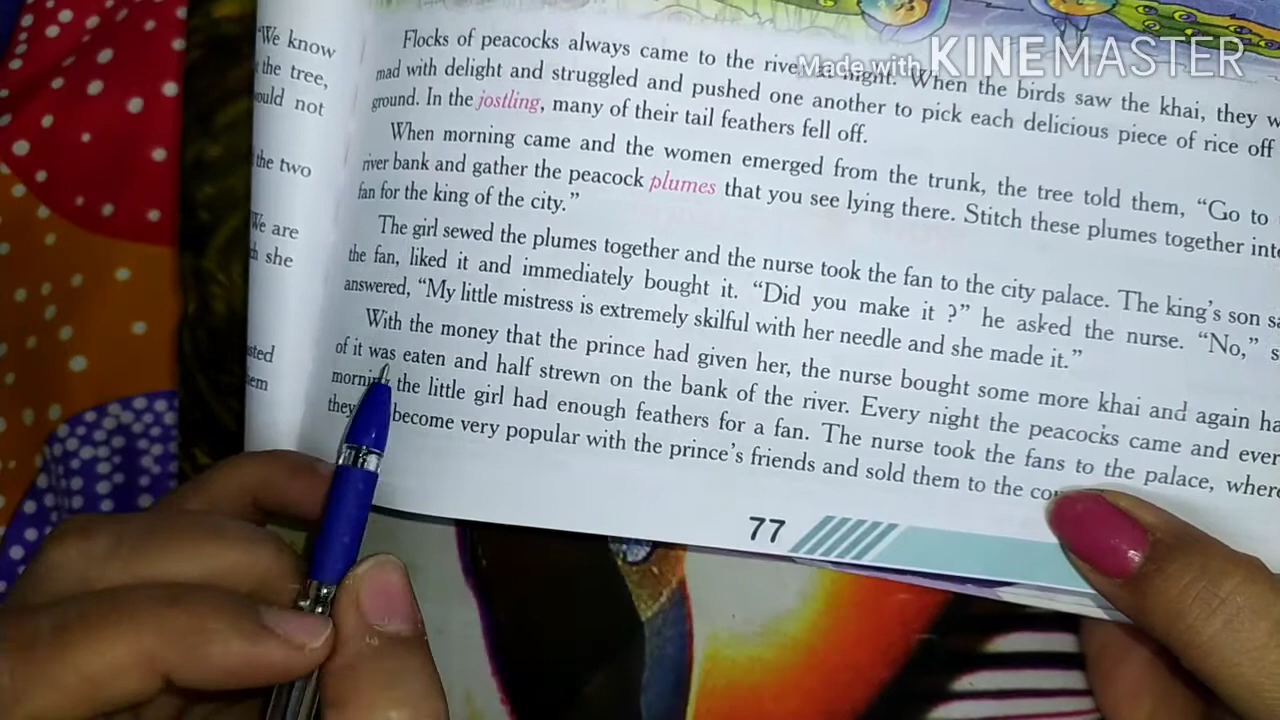 Made with KINEMASTER
"We know
the tree,
ould not
the two
We are
she
sted
em
Flocks of peacocks always came to the river at night. When the birds saw the khai, they w
mad with delight and struggled and pushed one another to pick each delicious piece of rice off
ground. In the jostling, many of their tail feathers fell off.
When morning came and the women emerged from the trunk, the tree told them, "Go to
river bank and gather the peacock plumes that you see lying there. Stitch these plumes together into
fan for the king of the city."
The girl sewed the plumes together and the nurse took the fan to the city palace. The king's son sa
the fan, liked it and immediately bought it. "Did you make it ?" he asked the nurse. "No," s
answered, "My little mistress is extremely skilful with her needle and she made it."
With the money that the prince had given her, the nurse bought some more khai and again ha
of it was eaten and half strewn on the bank of the river. Every night the peacocks came and ever
morning the little girl had enough feathers for a fan. The nurse took the fans to the palace, where
they become very popular with the prince's friends and sold them to the cou
77